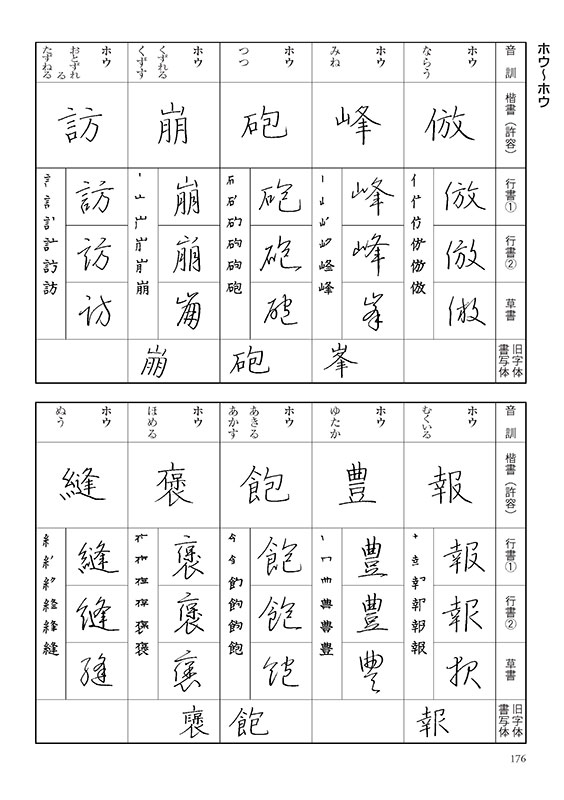 ホウ〜ホウ
音 訓
楷書(許容)
行書①
行書②
草書
旧字体
書写体
ホウ
ならう
倣
倣
倣
倣
ホウ
みね
峰
峰
峰
峯
峯
ホウ
つつ
砲
砲
砲
砲
砲
ホウ
くずれる
くずす
崩
崩
崩
崩
崩
ホウ
おとずれる
たずねる
訪
訪
訪
訪
音 訓
楷書(許容)
行書①
行書②
草書
旧字体
書写体
ホウ
むくいる
報
報
報
報
報
ホウ
ゆたか
豊
豊
豊
豊
ホウ
あきる
あかす
飽
飽
飽
飽
飽
ホウ
ほめる
褒
褒
褒
褒
襃
ホウ
ぬう
縫
縫
縫
縫
176